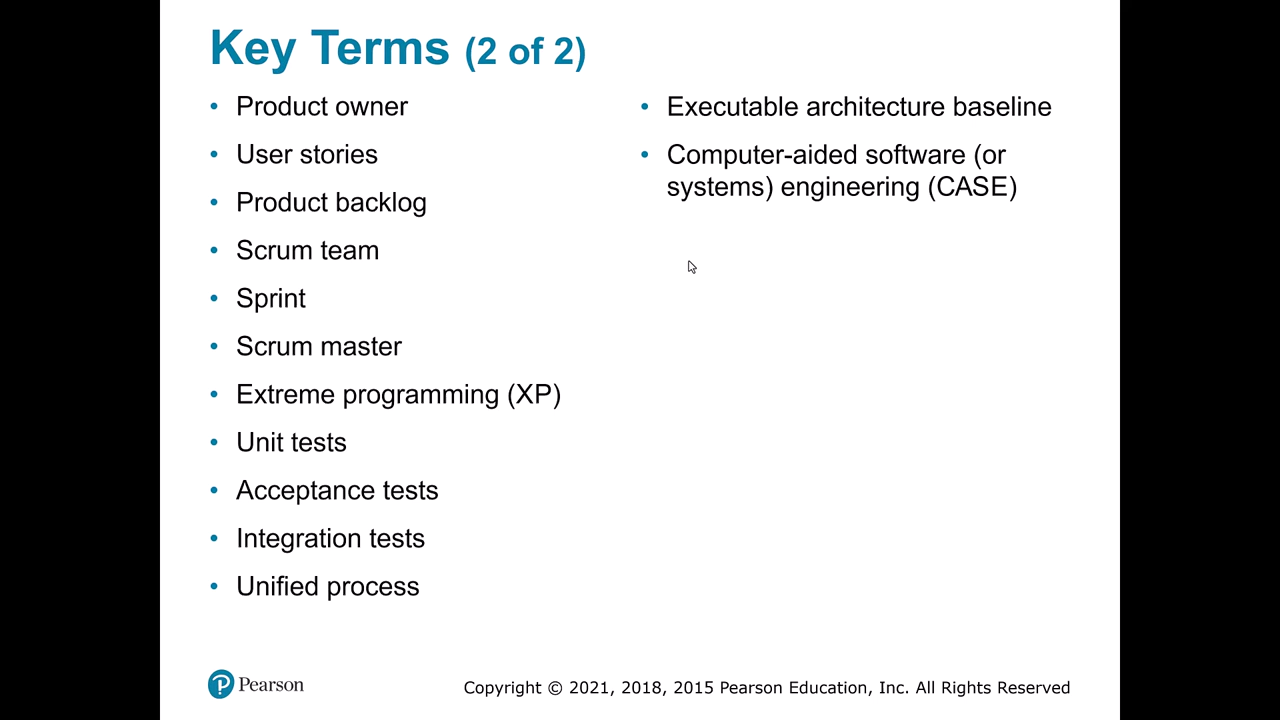 Key Terms (2 of 2)
• Product owner
• User stories
• Product backlog
• Scrum team
• Sprint
• Scrum master
• Extreme programming (XP)
• Unit tests
• Acceptance tests
• Integration tests
• Unified process
• Executable architecture baseline
• Computer-aided software (or
systems) engineering (CASE)
Pearson
Copyright © 2021, 2018, 2015 Pearson Education, Inc. All Rights Reserved